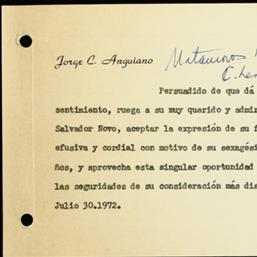 Jorge C. Anguiano
Matamoros
Persuadido de que dá
sentimiento, ruega a su muy querido y admir
Salvador Novo, aceptar la expresión de su f
efusiva y cordial con motivo de su sexagési
ños, y aprovecha esta singular oportunidad
las seguridades de su consideración más dis
Julio 30.1972.